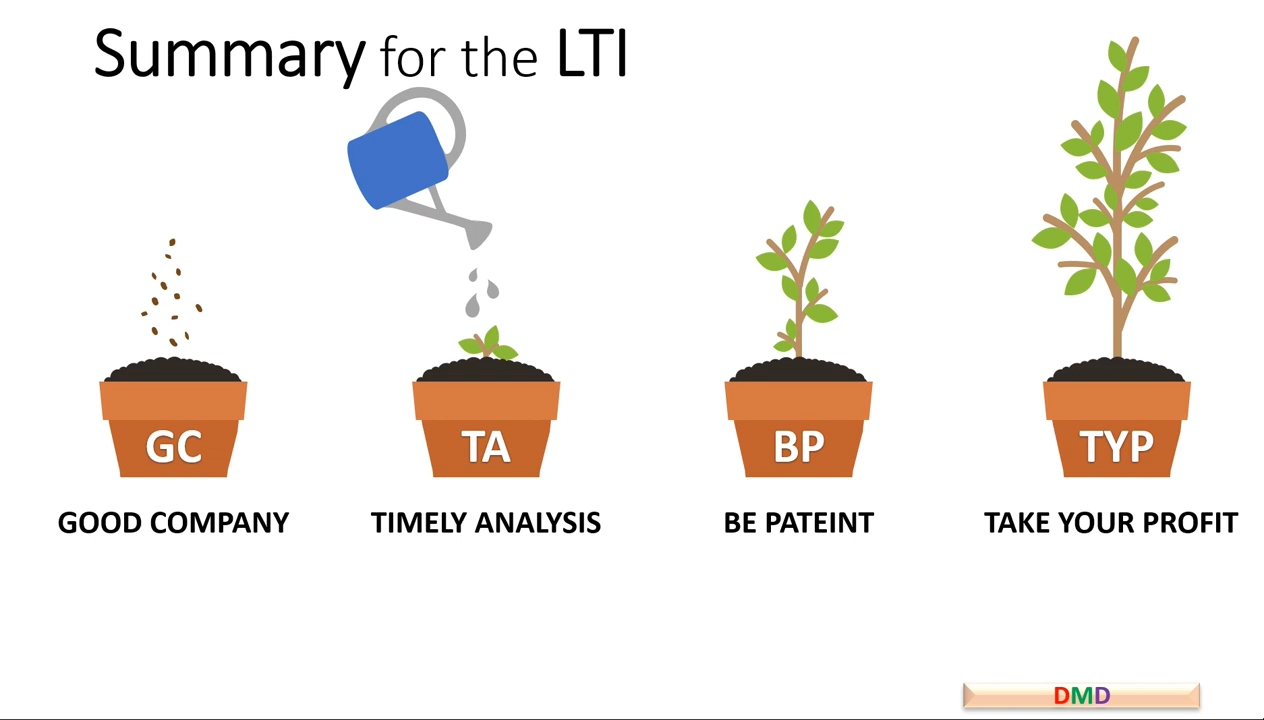 Summary for the LTI
GC
TA
BP
TYP
GOOD COMPANY
TIMELY ANALYSIS
BE PATEINT
TAKE YOUR PROFIT
DMD